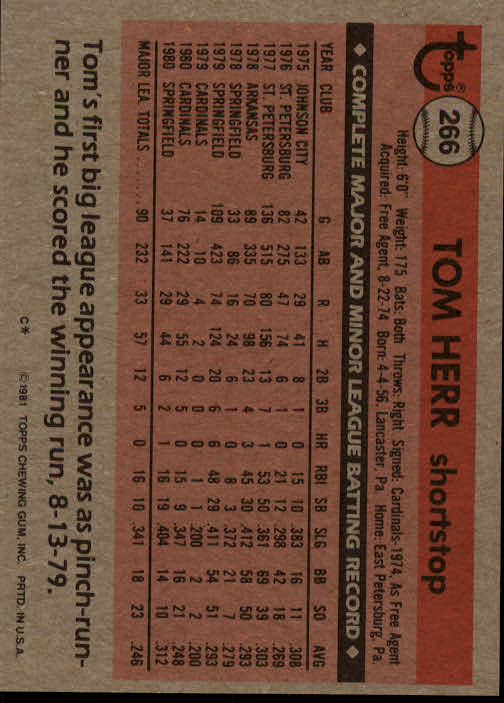 Topps®
266
TOM HERR shortstop
Height: 6'0" Weight: 175 Bats: Both Throws: Right Signed: Cardinals-1974, As Free Agent
Acquired: Free Agent, 8-22-74 Born: 4-4-56, Lancaster, Pa. Home: East Petersburg, Pa.
◆ COMPLETE MAJOR AND MINOR LEAGUE BATTING RECORD ◆
YEAR CLUB G AB R H 2B 3B HR RBI SB SLG BB SO AVG
1975 JOHNSON CITY 42 133 29 41 8 1 0 15 10 .383 16 11 .308
1976 ST. PETERSBURG 82 275 47 74 6 1 0 21 12 .298 42 18 .269
1977 ST. PETERSBURG 136 515 80 156 13 7 1 53 50 .361 69 39 .303
1978 ARKANSAS 89 335 70 98 23 4 3 45 30 .412 58 50 .293
1978 SPRINGFIELD 33 86 16 24 6 1 0 8 3 .372 21 7 .279
1979 SPRINGFIELD 109 423 74 124 20 6 6 48 29 .411 54 51 .293
1979 CARDINALS 14 10 4 2 0 0 0 1 1 .200 2 2 .200
1980 CARDINALS 76 222 29 55 12 5 0 15 9 .347 16 21 .248
1980 SPRINGFIELD 37 141 29 44 6 2 1 16 19 .404 14 10 .312
MAJOR LEA. TOTALS 90 232 33 57 12 5 0 16 10 .341 18 23 .246
Tom's first big league appearance was as pinch-run-
ner and he scored the winning run, 8-13-79.
C* ©1981 TOPPS CHEWING GUM, INC. PRTD. IN U.S.A.